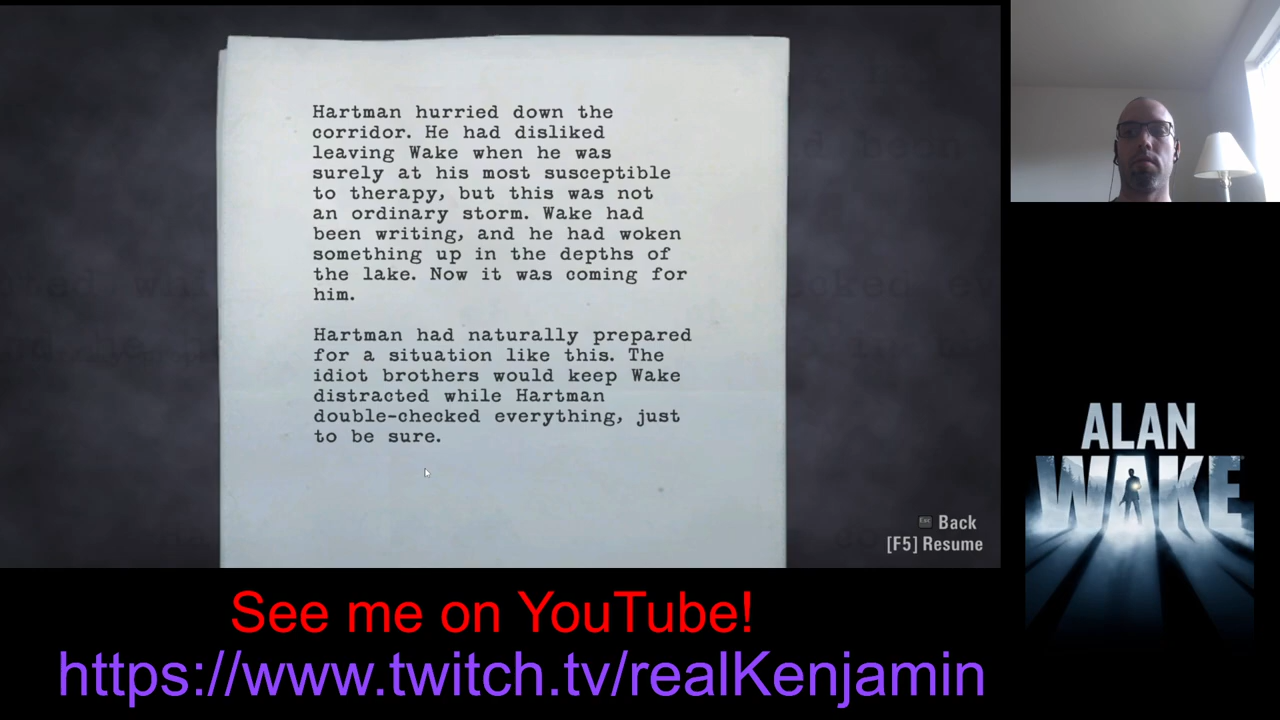 Hartman hurried down the
corridor. He had disliked
leaving Wake when he was
surely at his most susceptible
to therapy, but this was not
an ordinary storm. Wake had
been writing, and he had woken
something up in the depths of
the lake. Now it was coming for
him.
Hartman had naturally prepared
for a situation like this. The
idiot brothers would keep Wake
distracted while Hartman
double-checked everything, just
to be sure.
Esc Back
[F5] Resume
ALAN
WAKE
See me on YouTube!
https://www.twitch.tv/realKenjamin